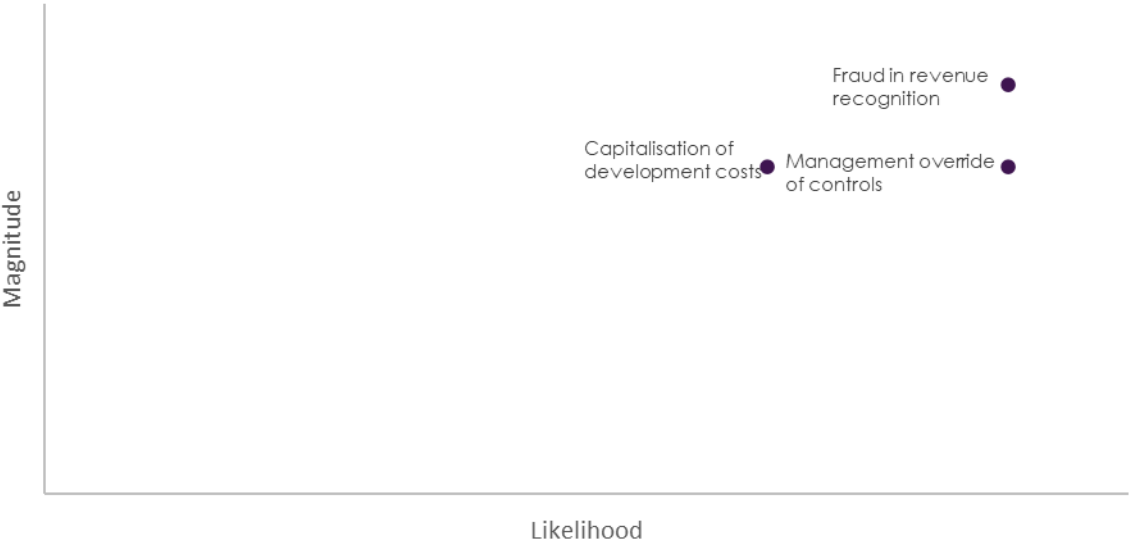 Fraud in revenue
recognition
Capitalisation of
development costs
Management override
of controls
Magnitude
Likelihood